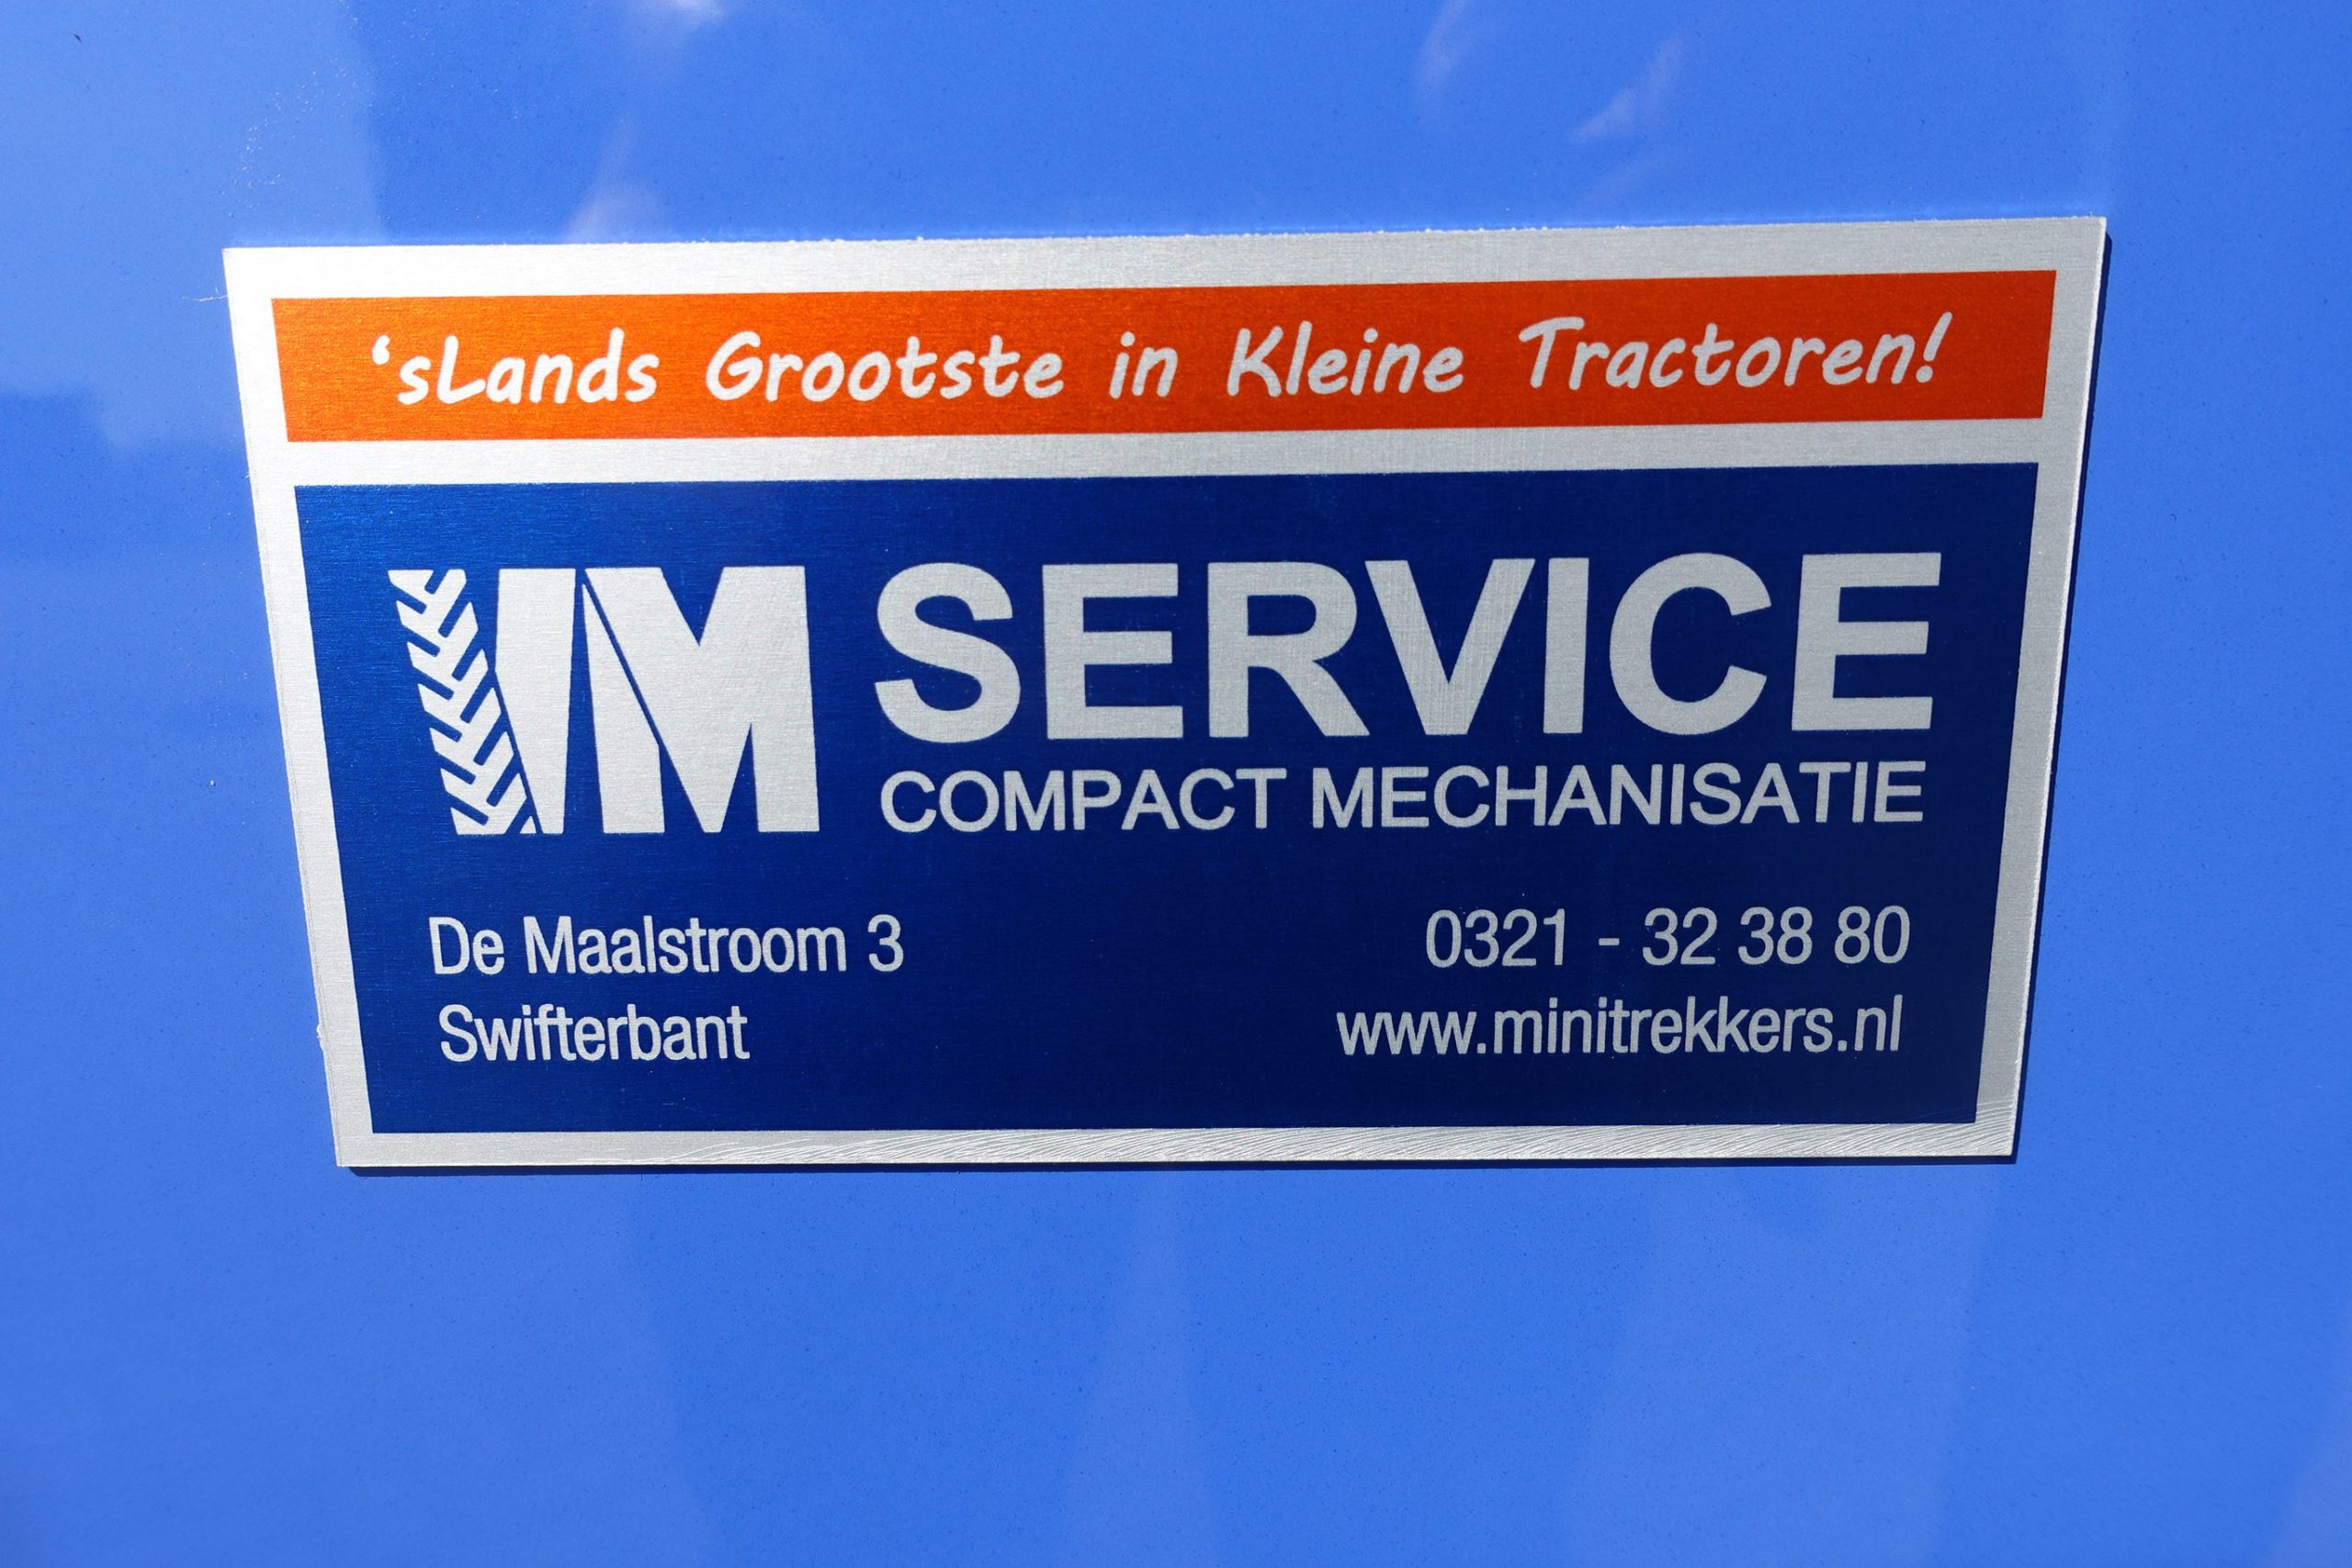 'sLands Grootste in Kleine Tractoren!
IM SERVICE
COMPACT MECHANISATIE
De Maalstroom 3
0321 - 32 38 80
Swifterbant
www.minitrekkers.nl